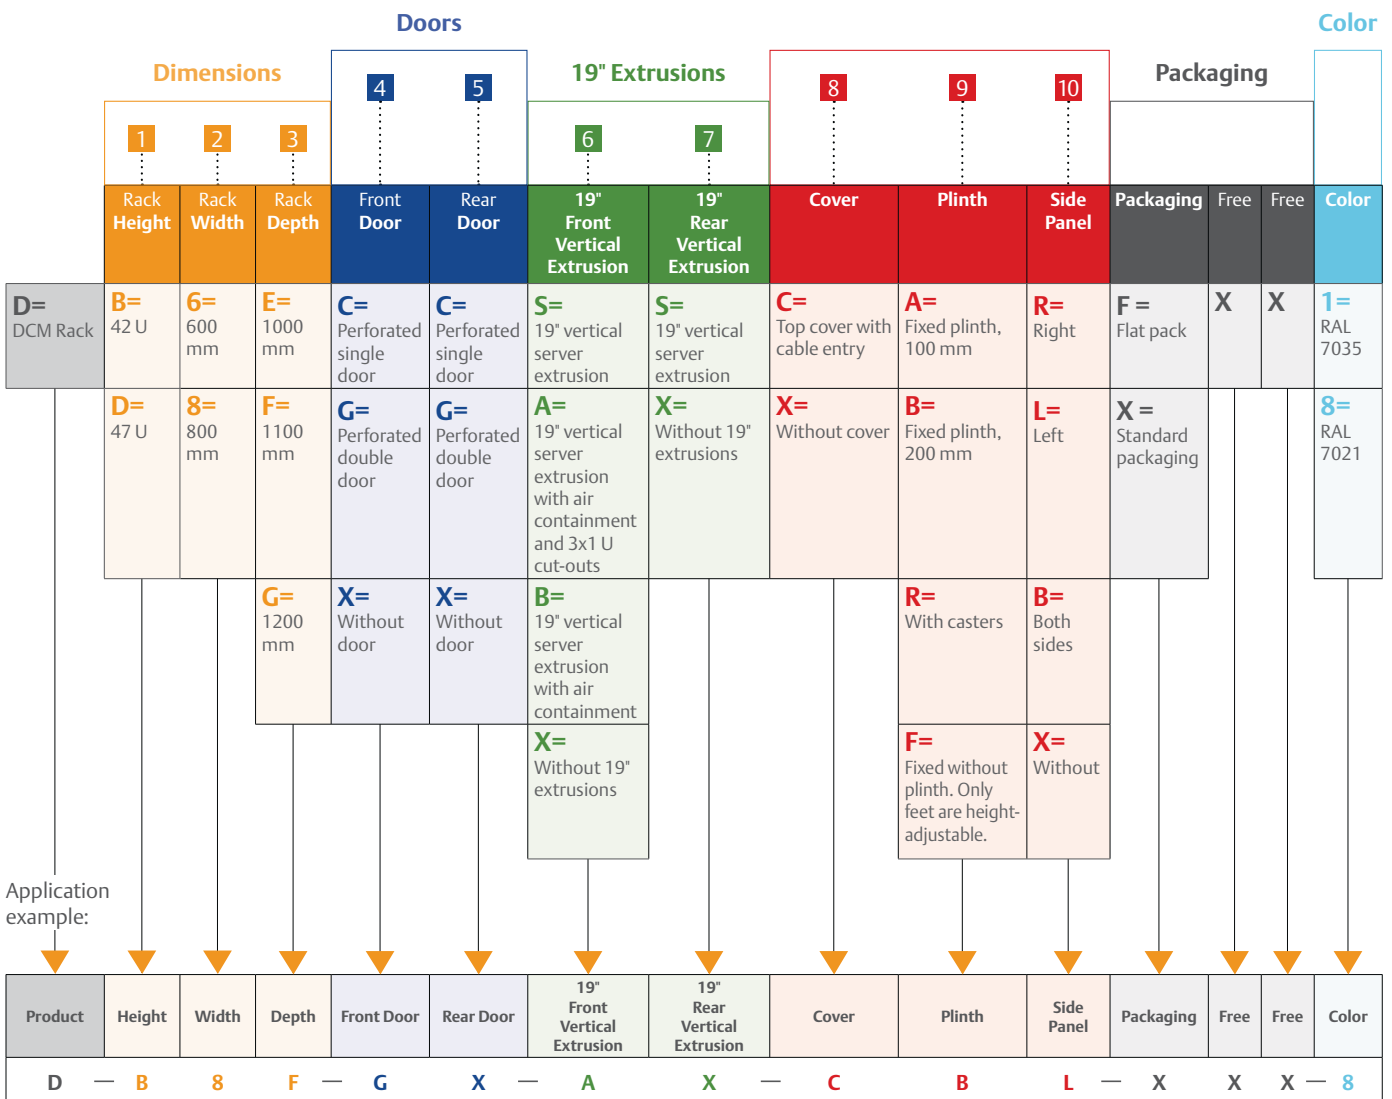 Doors
Color
Dimensions
19" Extrusions
Packaging
4
5
8
9
10
1
2
3
6
7
Rack
Height
Rack
Width
Rack
Depth
Front
Door
Rear
Door
19"
Front
Vertical
Extrusion
19"
Rear
Vertical
Extrusion
Cover
Plinth
Side
Panel
Packaging
Free
Free
Color
D=
DCM Rack
B=
42 U
6=
600
mm
E=
1000
mm
C=
Perforated
single
door
C=
Perforated
single
door
S=
19" vertical
server
extrusion
S=
19" vertical
server
extrusion
C=
Top cover with
cable entry
A=
Fixed plinth,
100 mm
R=
Right
F =
Flat pack
X
X
1=
RAL
7035
D=
47 U
8=
800
mm
F=
1100
mm
G=
Perforated
double
door
G=
Perforated
double
door
A=
19" vertical
server
extrusion
with air
containment
and 3x1 U
cut-outs
X=
Without 19"
extrusions
X=
Without cover
B=
Fixed plinth,
200 mm
L=
Left
X =
Standard
packaging
8=
RAL
7021
G=
1200
mm
X=
Without
door
X=
Without
door
B=
19" vertical
server
extrusion
with air
containment
R=
With casters
B=
Both
sides
X=
Without 19"
extrusions
F=
Fixed without
plinth. Only
feet are height-
adjustable.
X=
Without
Application
example:
Product
Height
Width
Depth
Front Door
Rear Door
19"
Front
Vertical
Extrusion
19"
Rear
Vertical
Extrusion
Cover
Plinth
Side
Panel
Packaging
Free
Free
Color
D — B 8 F — G X — A X — C B L — X X X — 8